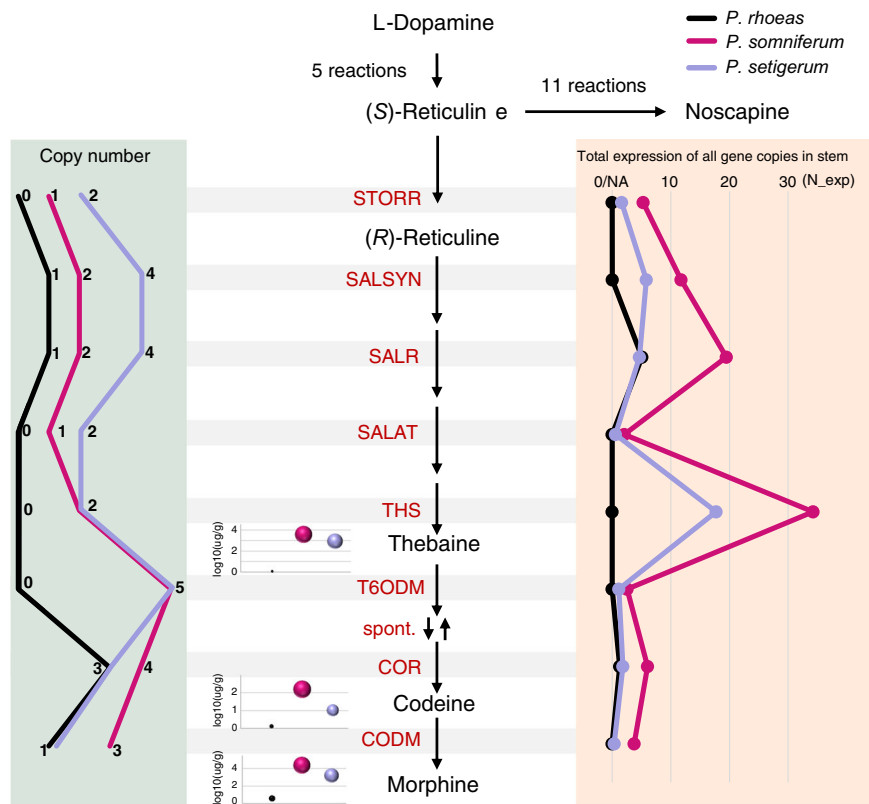 L-Dopamine
P. rhoeas
P. somniferum
P. setigerum
5 reactions
11 reactions
(S)-Reticulin e
Noscapine
Copy number
Total expression of all gene copies in stem
0/NA 10 20 30 (N_exp)
0 1 2
STORR
(R)-Reticuline
1 2 4
SALSYN
1 2 4
SALR
0 1 2
SALAT
0 2
THS
log10(ug/g)
4
2
0
Thebaine
0 5
T6ODM
spont.
3 4
COR
log10(ug/g)
2
1
0
Codeine
1 3
CODM
log10(ug/g)
4
2
0
Morphine